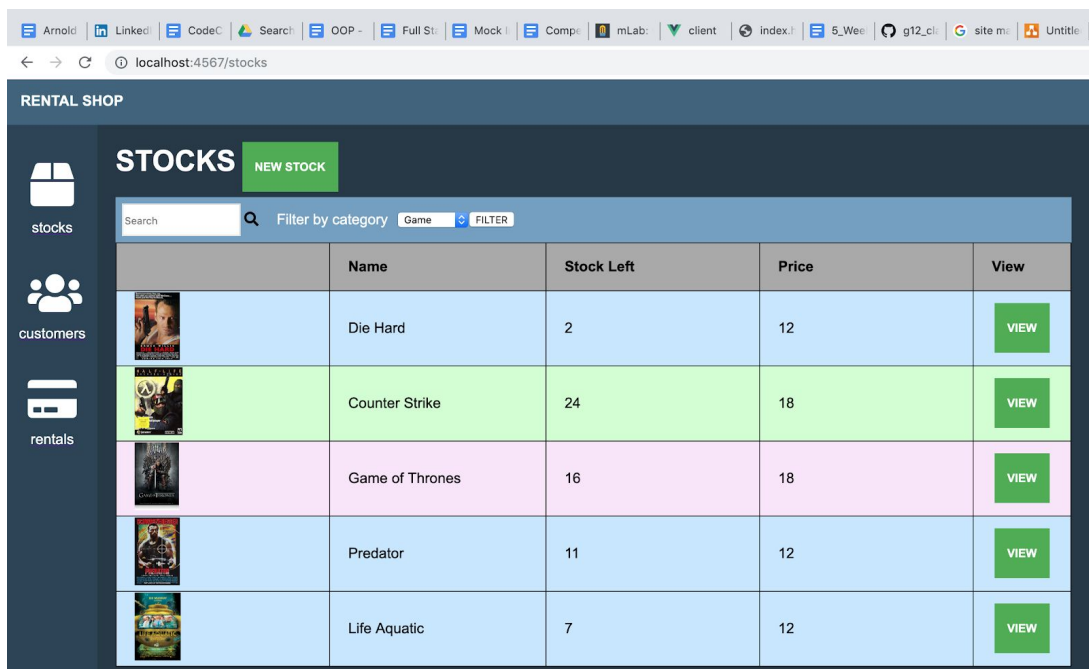 Arnold LinkedI CodeC Search OOP - Full St Mock I Compe mLab: client index.h 5_Wee g12_cla site ma Untitle
localhost:4567/stocks
RENTAL SHOP
STOCKS NEW STOCK
Search Filter by category Game FILTER
stocks
Name Stock Left Price View
Die Hard 2 12 VIEW
customers
Counter Strike 24 18 VIEW
rentals
Game of Thrones 16 18 VIEW
Predator 11 12 VIEW
Life Aquatic 7 12 VIEW